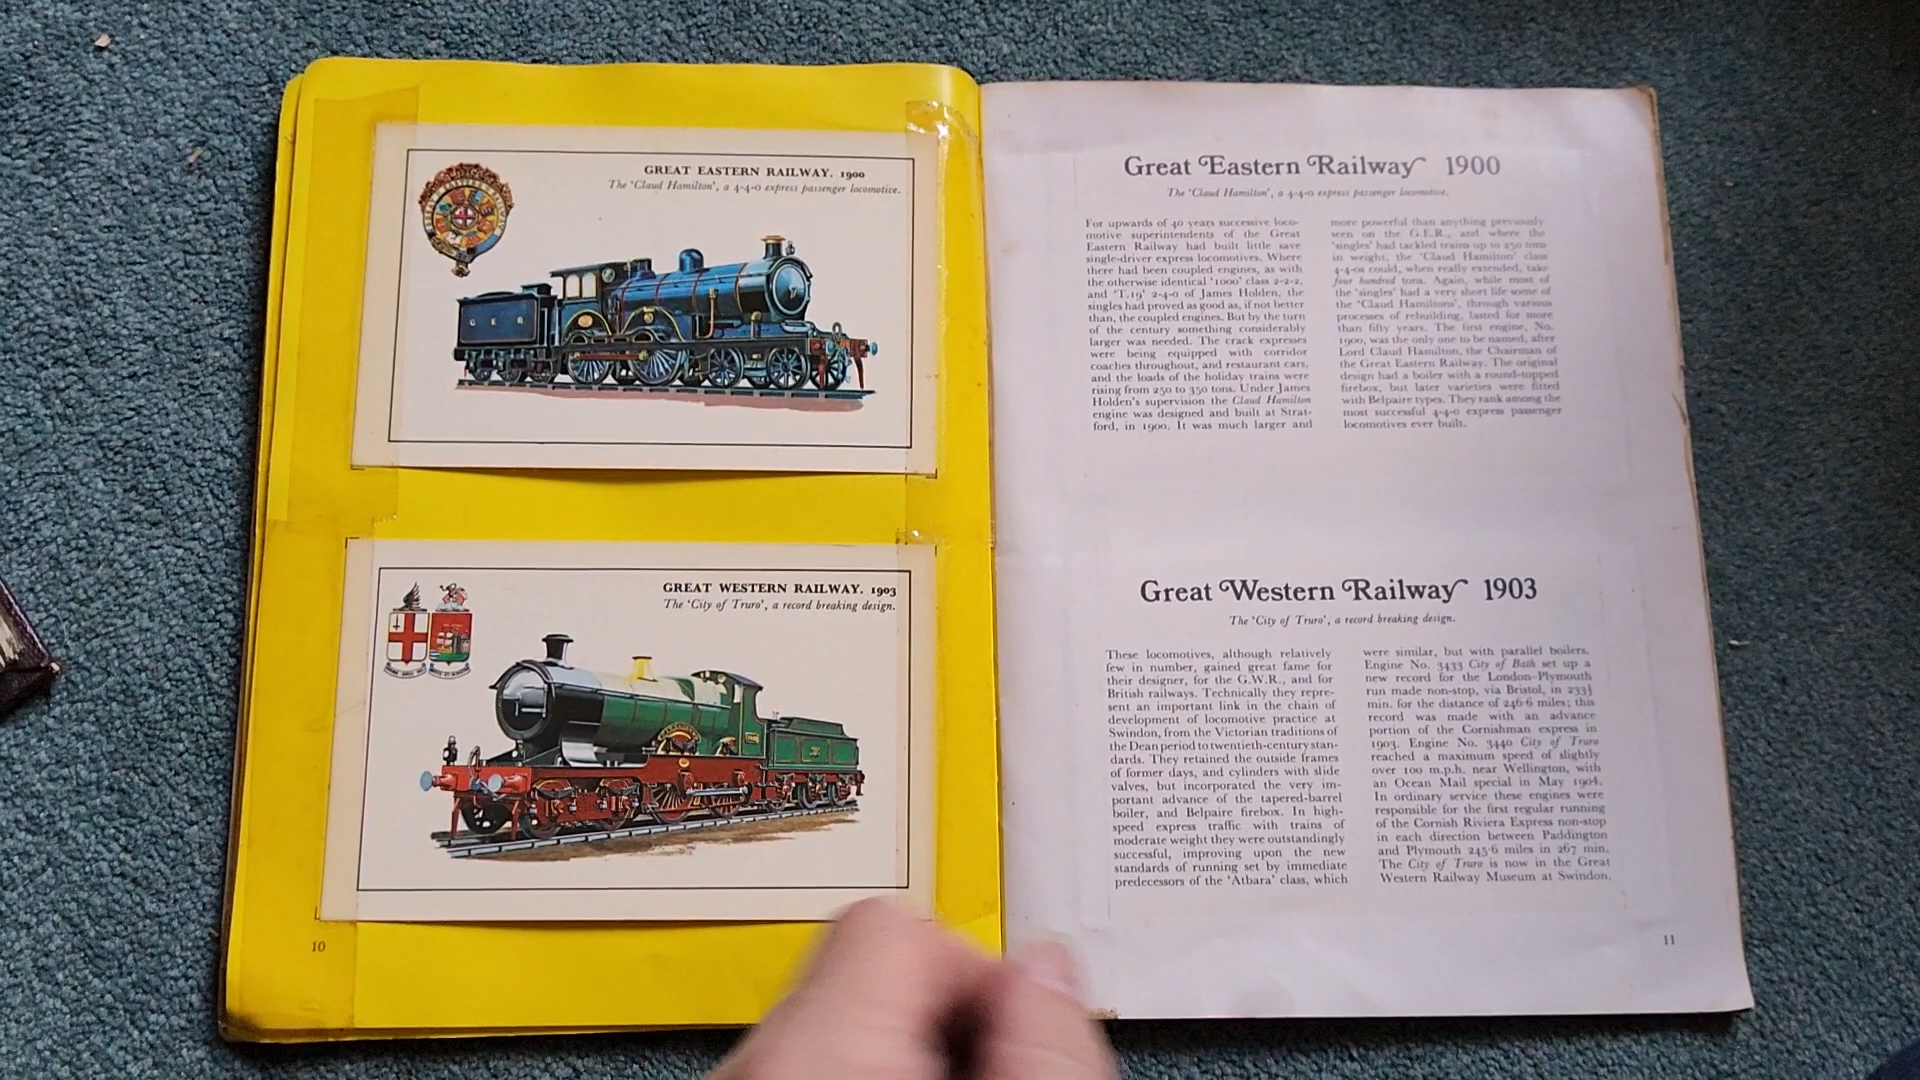 GREAT EASTERN RAILWAY. 1900
The 'Claud Hamilton', a 4-4-0 express passenger locomotive.
G E R
GREAT WESTERN RAILWAY. 1903
The 'City of Truro', a record breaking design.
10
Great Eastern Railway 1900
The 'Claud Hamilton', a 4-4-0 express passenger locomotive.
For upwards of 40 years successive loco-
motive superintendents of the Great
Eastern Railway had built little save
single-driver express locomotives. Where
there had been coupled engines, as with
the otherwise identical '1000' class 2-2-2,
and 'T.19' 2-4-0 of James Holden, the
singles had proved as good as, if not better
than, the coupled engines. But by the turn
of the century something considerably
larger was needed. The crack expresses
were being equipped with corridor
coaches throughout, and restaurant cars,
and the loads of the holiday trains were
rising from 250 to 350 tons. Under James
Holden's supervision the Claud Hamilton
engine was designed and built at Strat-
ford, in 1900. It was much larger and
more powerful than anything previously
seen on the G.E.R., and where the
'singles' had tackled trains up to 250 tons
in weight, the 'Claud Hamilton' class
4-4-0s could, when really extended, take
four hundred tons. Again, while most of
the 'singles' had a very short life some of
the 'Claud Hamiltons', through various
processes of rebuilding, lasted for more
than fifty years. The first engine, No.
1900, was the only one to be named, after
Lord Claud Hamilton, the Chairman of
the Great Eastern Railway. The original
design had a boiler with a round-topped
firebox, but later varieties were fitted
with Belpaire types. They rank among the
most successful 4-4-0 express passenger
locomotives ever built.
Great Western Railway 1903
The 'City of Truro', a record breaking design.
These locomotives, although relatively
few in number, gained great fame for
their designer, for the G.W.R., and for
British railways. Technically they repre-
sent an important link in the chain of
development of locomotive practice at
Swindon, from the Victorian traditions of
the Dean period to twentieth-century stan-
dards. They retained the outside frames
of former days, and cylinders with slide
valves, but incorporated the very im-
portant advance of the tapered-barrel
boiler, and Belpaire firebox. In high-
speed express traffic with trains of
moderate weight they were outstandingly
successful, improving upon the new
standards of running set by immediate
predecessors of the 'Atbara' class, which
were similar, but with parallel boilers.
Engine No. 3433 City of Bath set up a
new record for the London-Plymouth
run made non-stop, via Bristol, in 233½
min. for the distance of 246·6 miles; this
record was made with an advance
portion of the Cornishman express in
1903. Engine No. 3440 City of Truro
reached a maximum speed of slightly
over 100 m.p.h. near Wellington, with
an Ocean Mail special in May 1904.
In ordinary service these engines were
responsible for the first regular running
of the Cornish Riviera Express non-stop
in each direction between Paddington
and Plymouth 245·6 miles in 267 min.
The City of Truro is now in the Great
Western Railway Museum at Swindon.
11